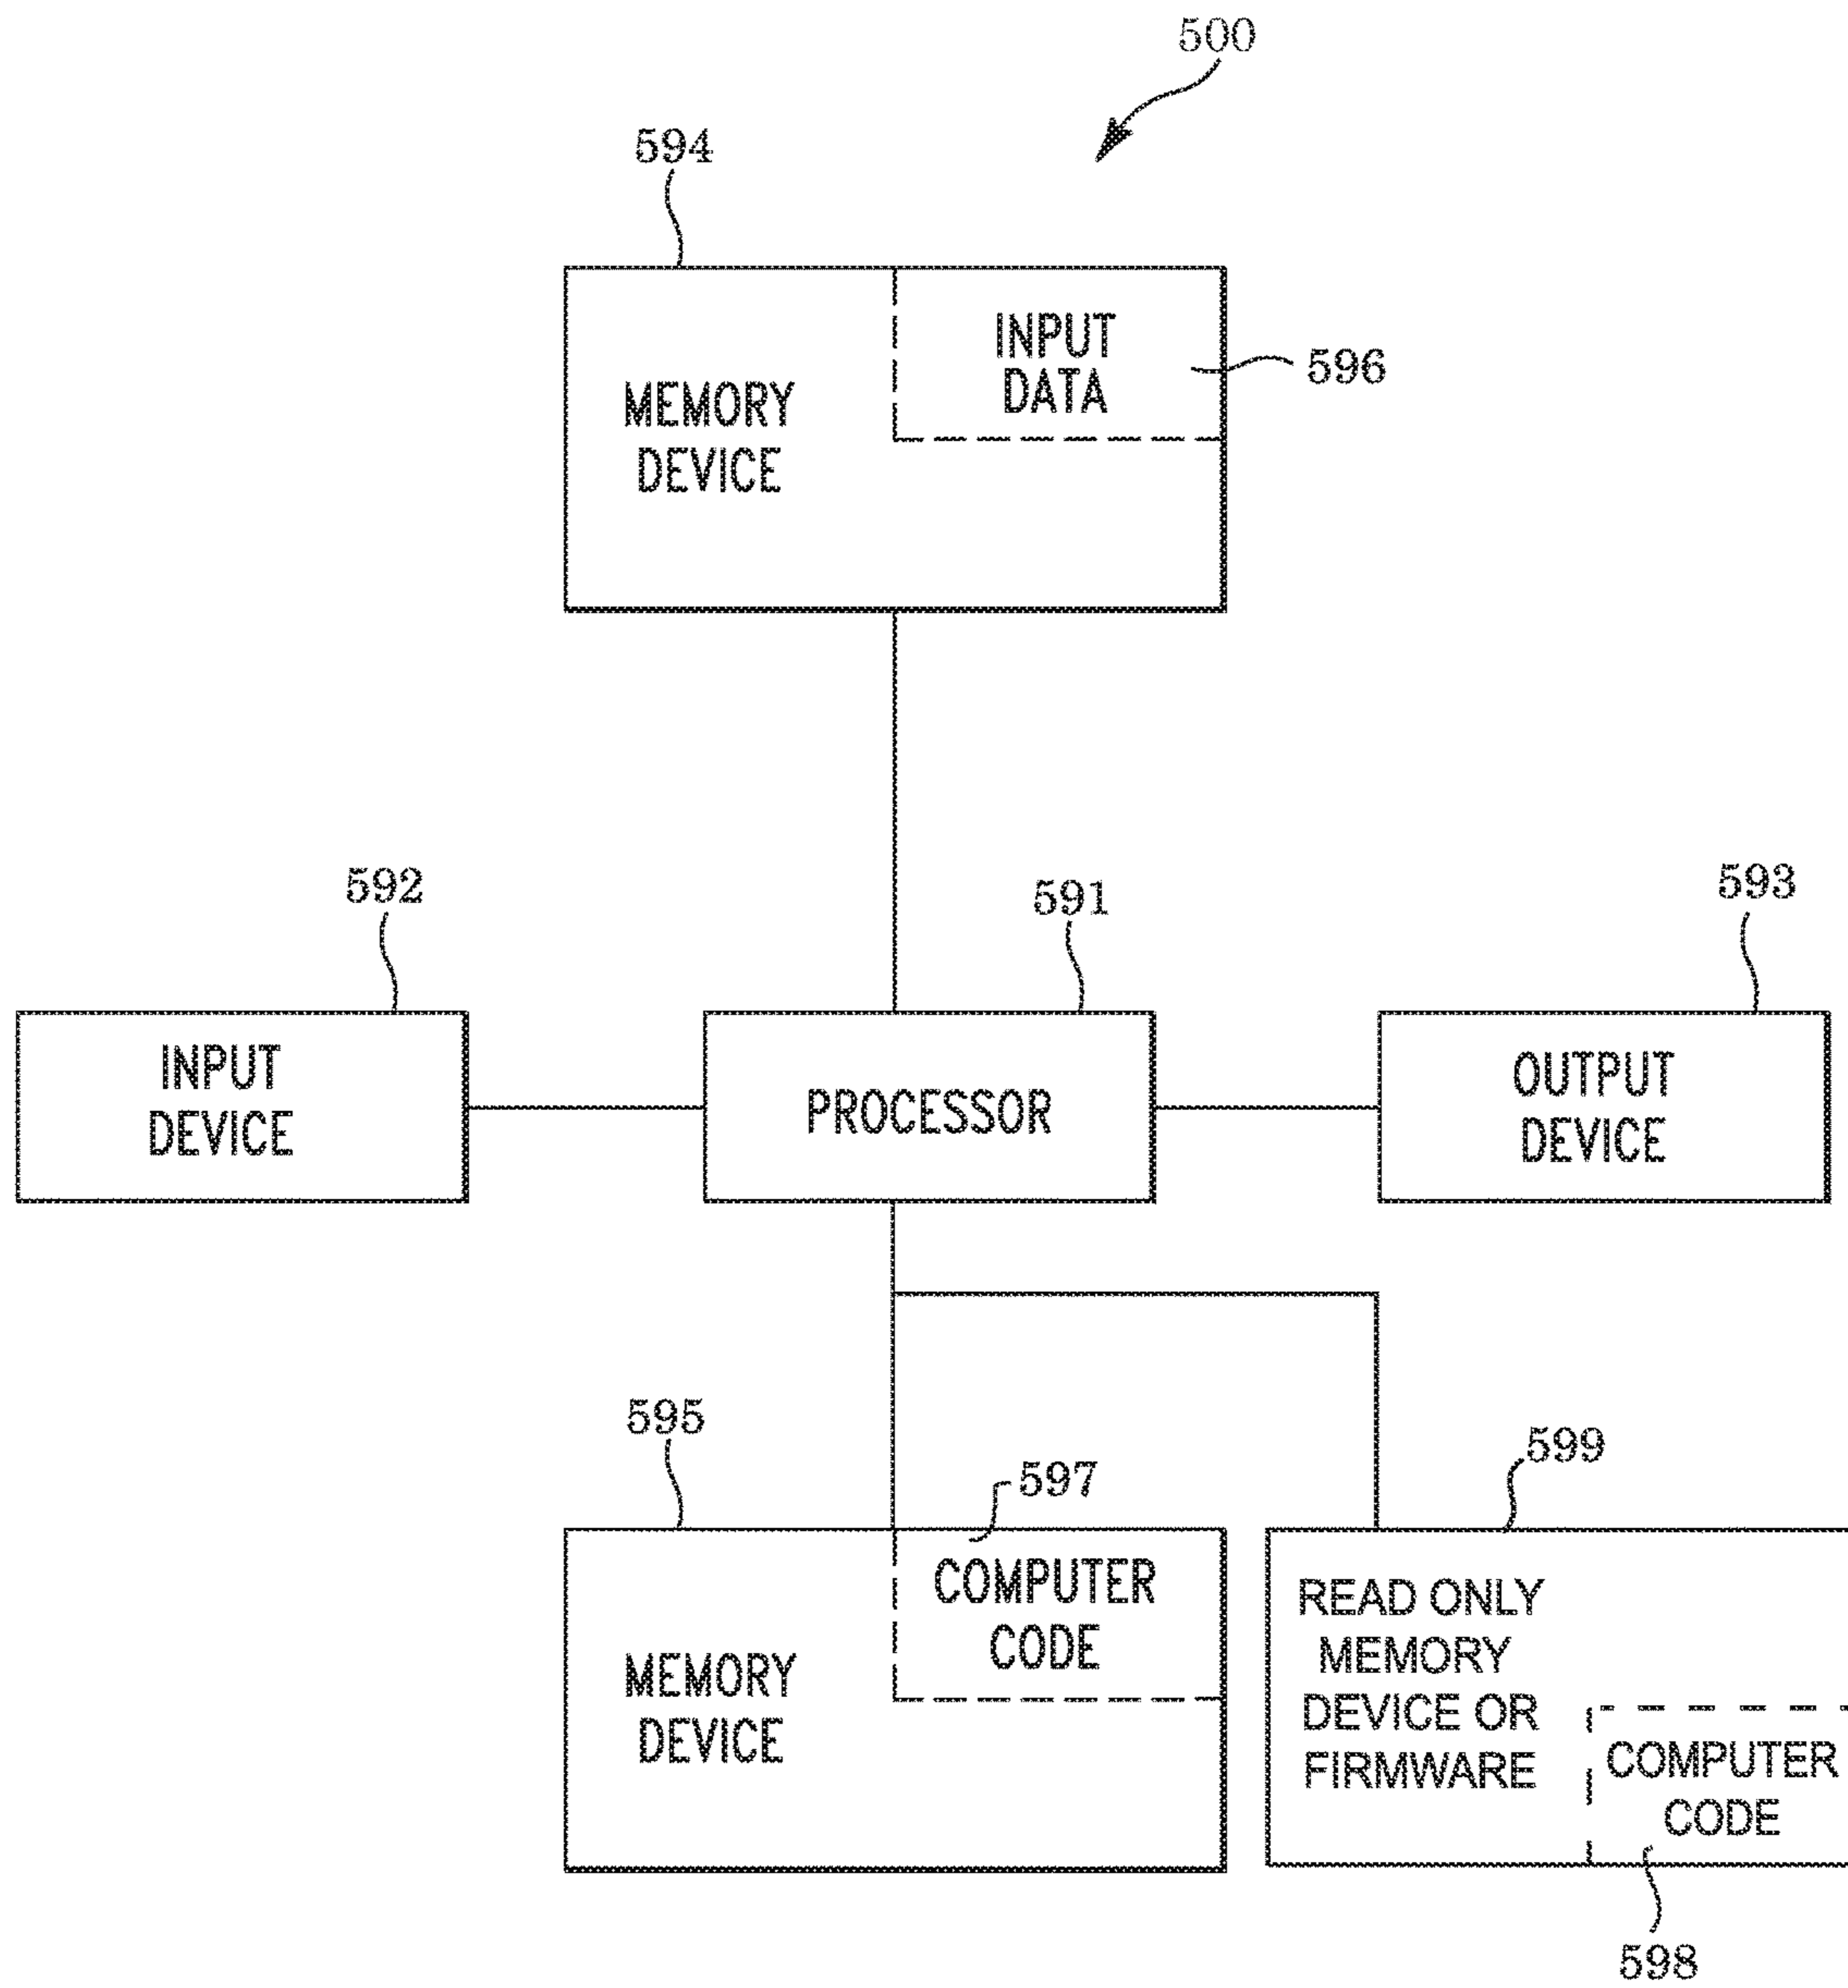 500
594
INPUT
DATA
596
MEMORY
DEVICE
592
591
593
INPUT
DEVICE
PROCESSOR
OUTPUT
DEVICE
595
597
599
COMPUTER
CODE
MEMORY
DEVICE
READ ONLY
MEMORY
DEVICE OR
FIRMWARE
COMPUTER
CODE
598